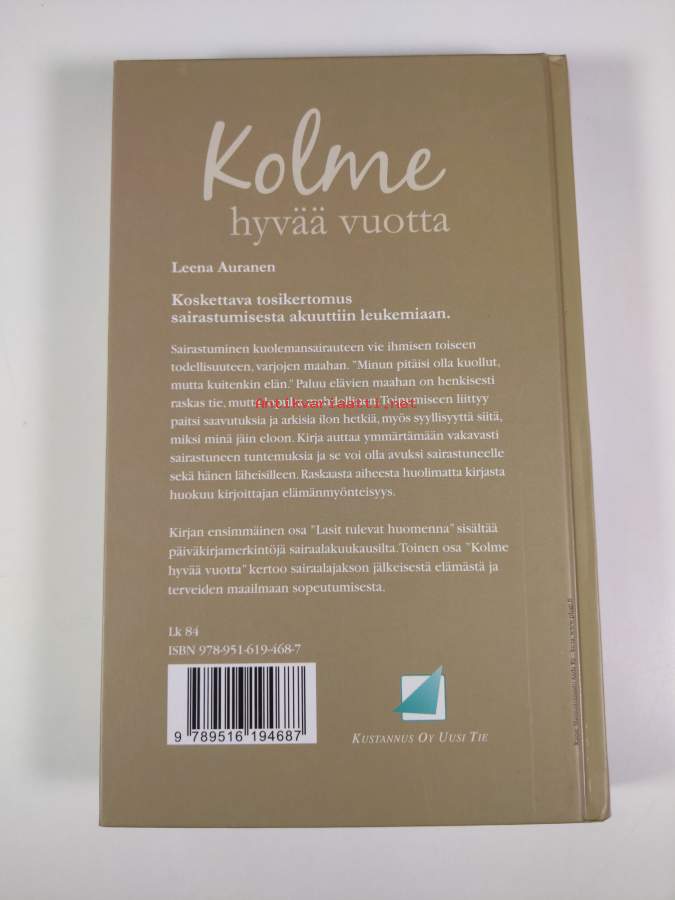 Kolme
hyvää vuotta
Leena Auranen
Koskettava tosikertomus
sairastumisesta akuuttiin leukemiaan.
Sairastuminen kuolemansairauteen vie ihmisen toiseen
todellisuuteen, varjojen maahan. "Minun pitäisi olla kuollut,
mutta kuitenkin elän." Paluu elävien maahan on henkisesti
raskas tie, mutta Toipumiseen liittyy
Antikvariaatti.net
paitsi saavutuksia ja arkisia ilon hetkiä, myös syyllisyyttä siitä,
miksi minä jäin eloon. Kirja auttaa ymmärtämään vakavasti
sairastuneen tuntemuksia ja se voi olla avuksi sairastuneelle
sekä hänen läheisilleen. Raskaasta aiheesta huolimatta kirjasta
huokuu kirjoittajan elämänmyönteisyys.
Kirjan ensimmäinen osa "Lasit tulevat huomenna" sisältää
päiväkirjamerkintöjä sairaalakuukausilta. Toinen osa "Kolme
hyvää vuotta" kertoo sairaalajakson jälkeisestä elämästä ja
terveiden maailmaan sopeutumisesta.
Lk 84
ISBN 978-951-619-468-7
9 789516 194687
KUSTANNUS OY UUSI TIE